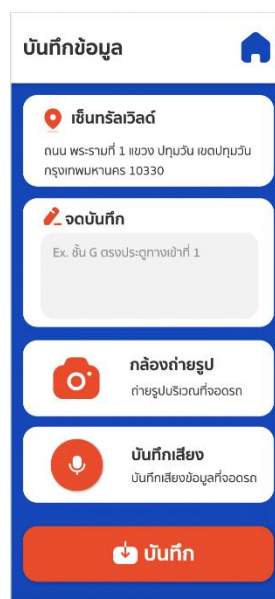 บันทึกข้อมูล
เซ็นทรัลเวิลด์
ถนน พระรามที่ 1 แขวง ปทุมวัน เขตปทุมวัน
กรุงเทพมหานคร 10330
จดบันทึก
Ex. ชั้น G ตรงประตูทางเข้าที่ 1
กล้องถ่ายรูป
ถ่ายรูปบริเวณที่จอดรถ
บันทึกเสียง
บันทึกเสียงข้อมูลที่จอดรถ
บันทึก